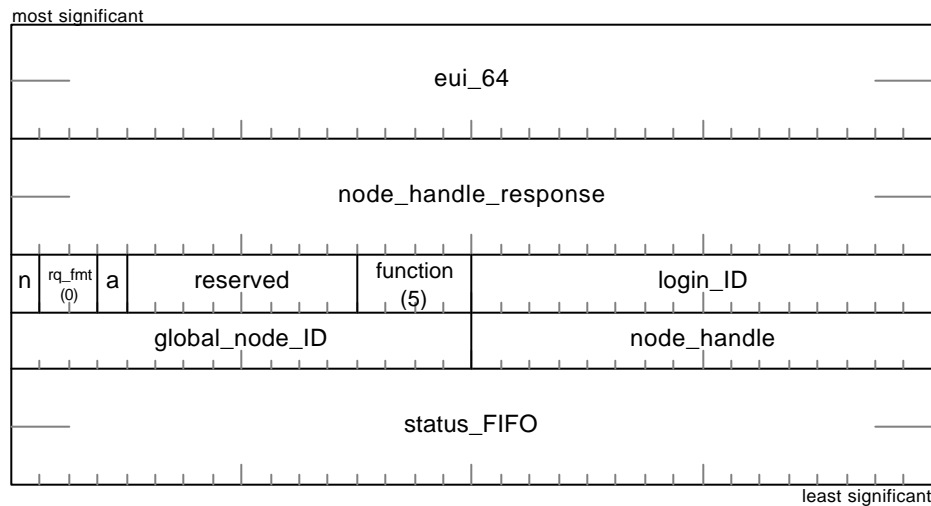 most significant
eui_64
node_handle_response
n rq_fmt (0) a reserved function (5) login_ID
global_node_ID node_handle
status_FIFO
least significant